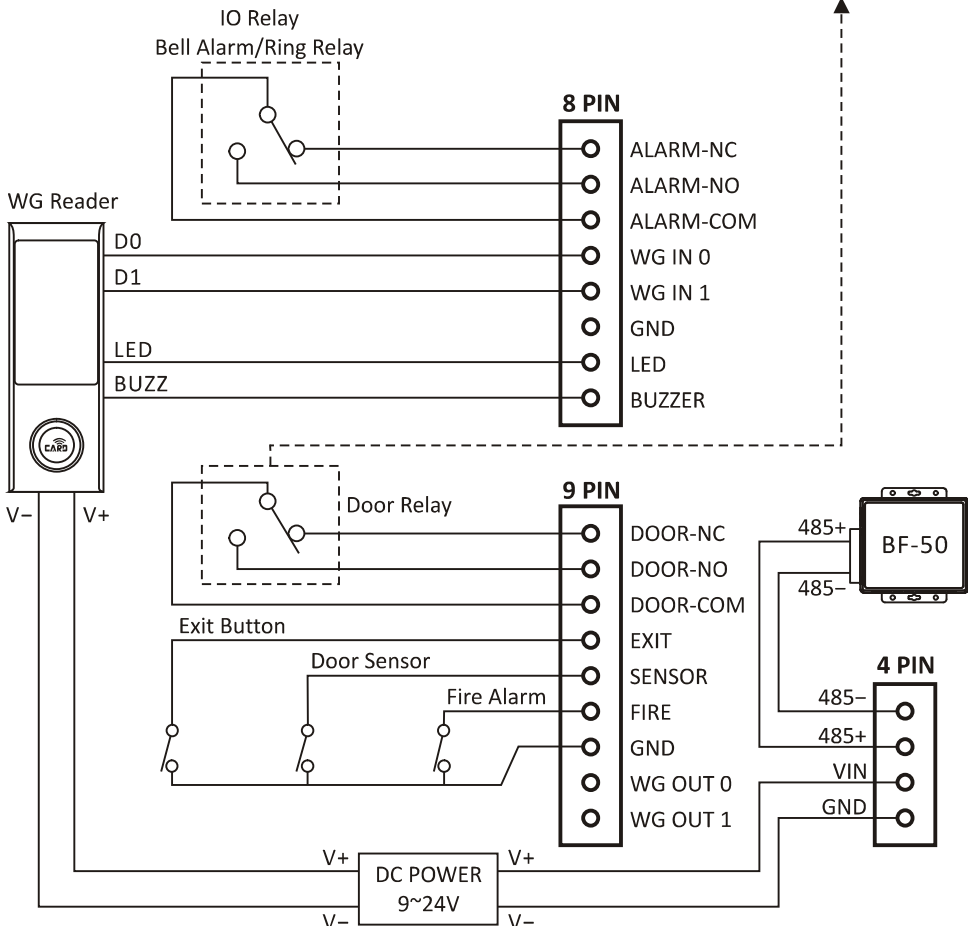 IO Relay
Bell Alarm/Ring Relay
8 PIN
ALARM-NC
ALARM-NO
ALARM-COM
WG IN 0
WG IN 1
GND
LED
BUZZER
WG Reader
D0
D1
LED
BUZZ
CARD
V− V+
Door Relay
9 PIN
DOOR-NC
DOOR-NO
DOOR-COM
EXIT
SENSOR
FIRE
GND
WG OUT 0
WG OUT 1
Exit Button
Door Sensor
Fire Alarm
485+
485−
BF-50
4 PIN
485−
485+
VIN
GND
V+ V+
DC POWER
9~24V
V− V−